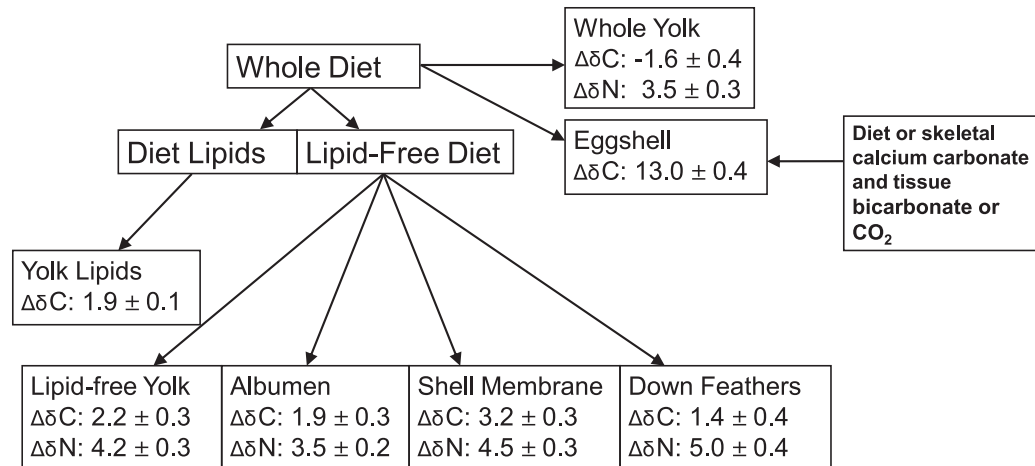 Whole Diet
Whole Yolk
ΔδC: -1.6 ± 0.4
ΔδN: 3.5 ± 0.3
Diet Lipids
Lipid-Free Diet
Eggshell
ΔδC: 13.0 ± 0.4
Diet or skeletal
calcium carbonate
and tissue
bicarbonate or
CO₂
Yolk Lipids
ΔδC: 1.9 ± 0.1
Lipid-free Yolk
ΔδC: 2.2 ± 0.3
ΔδN: 4.2 ± 0.3
Albumen
ΔδC: 1.9 ± 0.3
ΔδN: 3.5 ± 0.2
Shell Membrane
ΔδC: 3.2 ± 0.3
ΔδN: 4.5 ± 0.3
Down Feathers
ΔδC: 1.4 ± 0.4
ΔδN: 5.0 ± 0.4